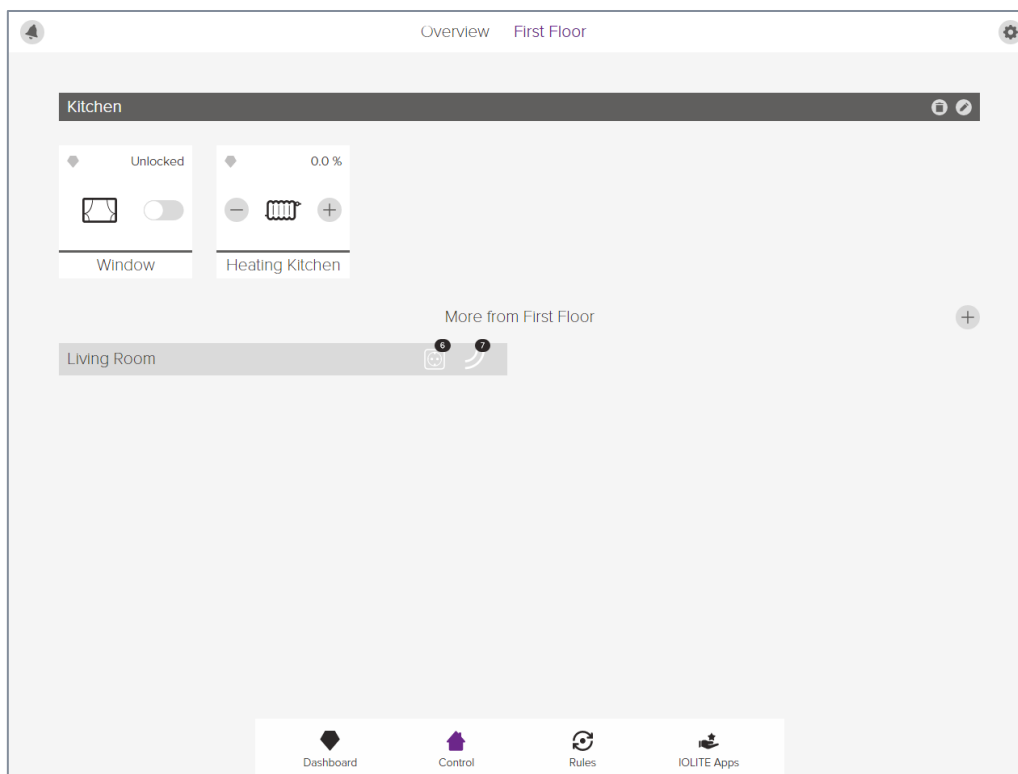 Overview First Floor
Kitchen
Unlocked 0.0 %
Window Heating Kitchen
More from First Floor
Living Room 6 7
Dashboard Control Rules IOLITE Apps